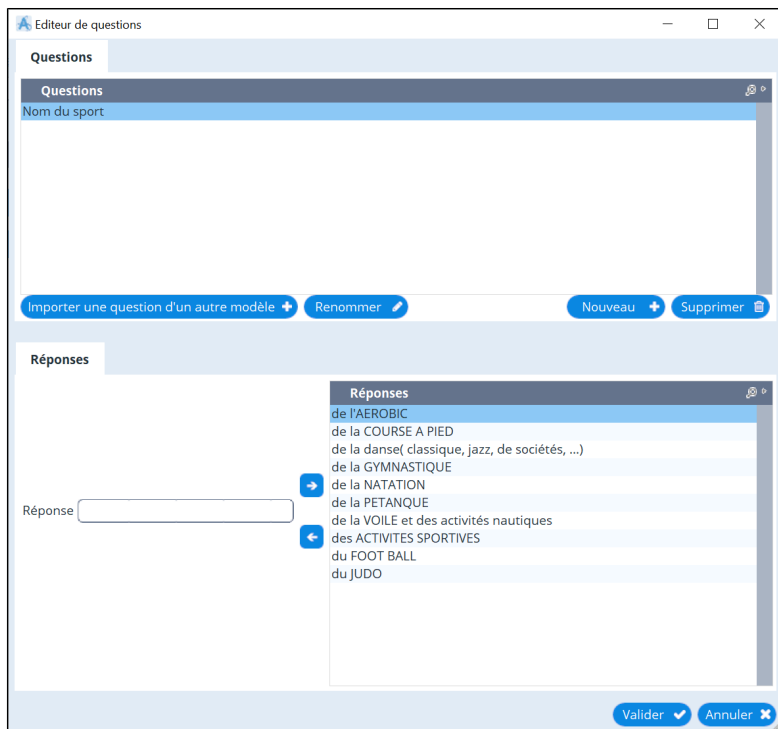 Editeur de questions
Questions
Questions
Nom du sport
Importer une question d'un autre modèle
Renommer
Nouveau
Supprimer
Réponses
Réponses
de l'AEROBIC
de la COURSE A PIED
de la danse( classique, jazz, de sociétés, ...)
de la GYMNASTIQUE
de la NATATION
de la PETANQUE
Réponse
de la VOILE et des activités nautiques
des ACTIVITES SPORTIVES
du FOOT BALL
du JUDO
Valider
Annuler